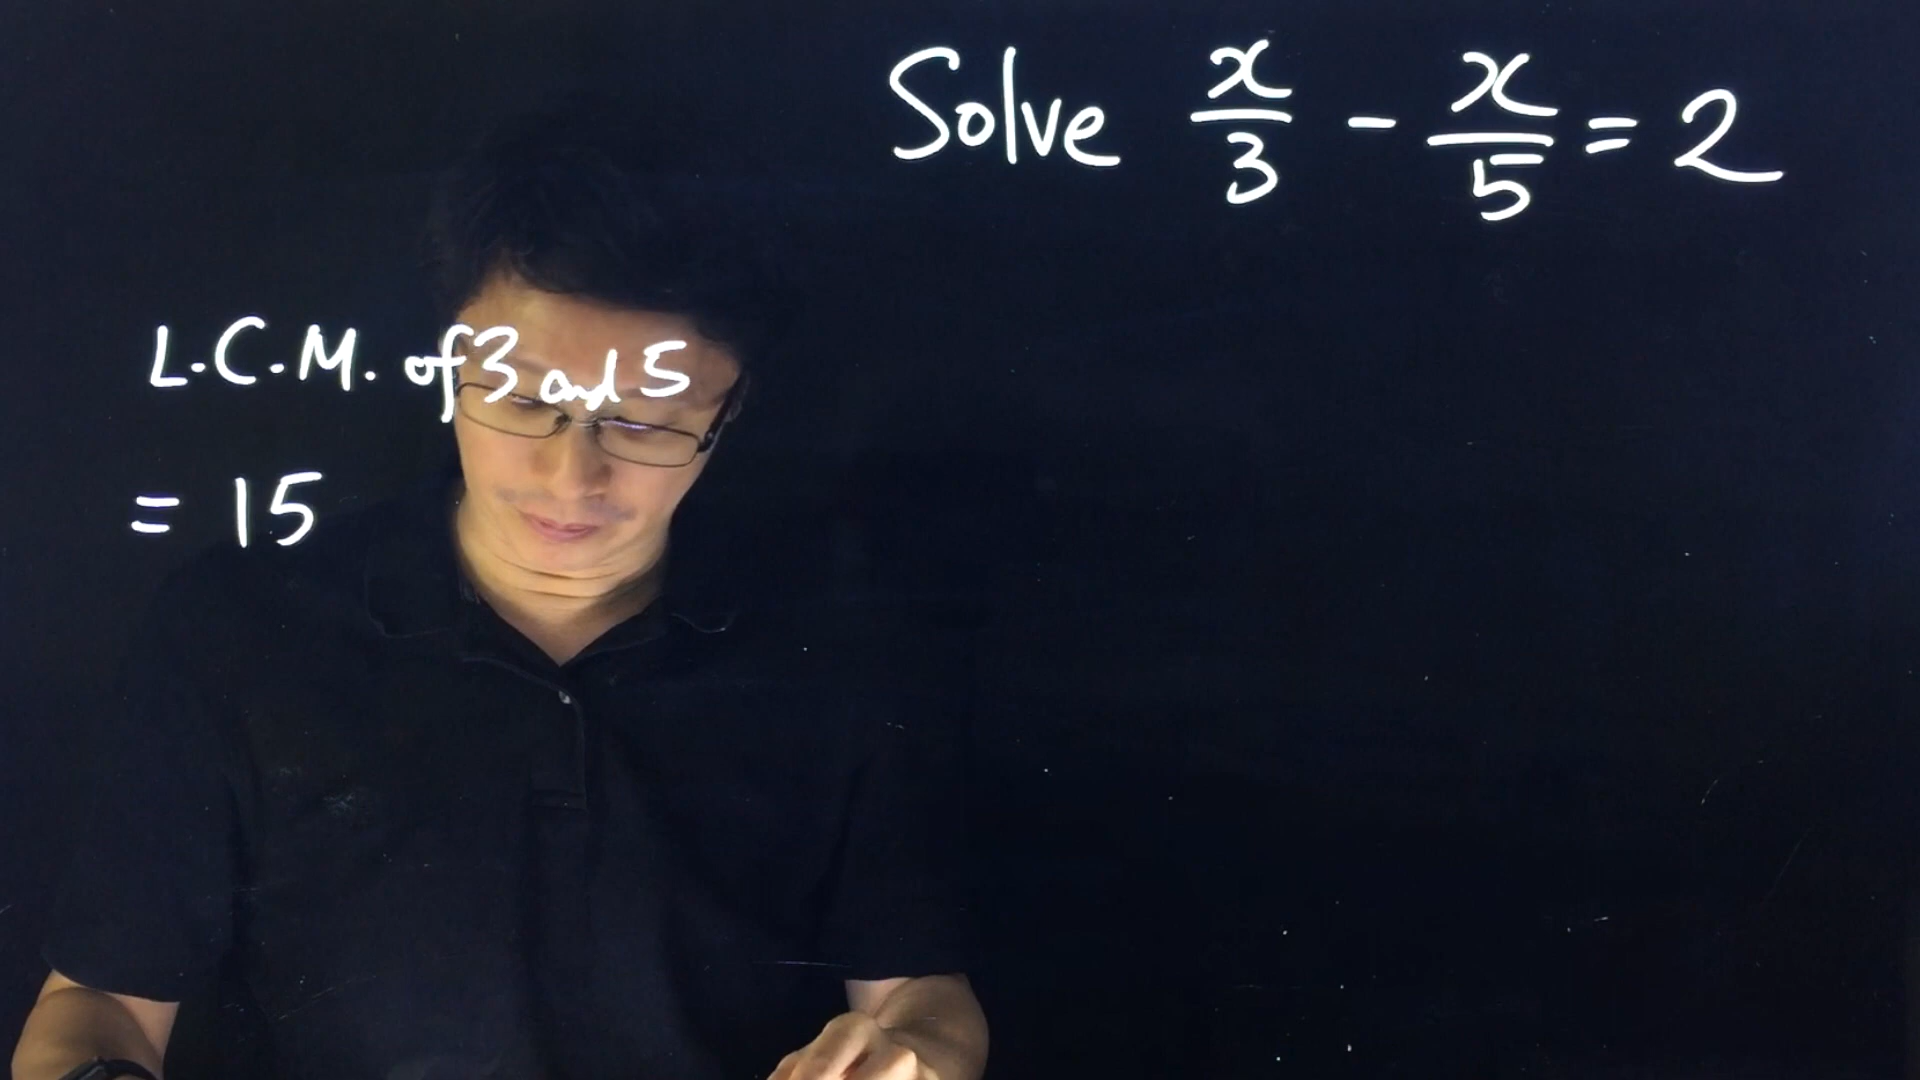 Solve x/3 - x/5 = 2
L.C.M. of 3 and 5
= 15